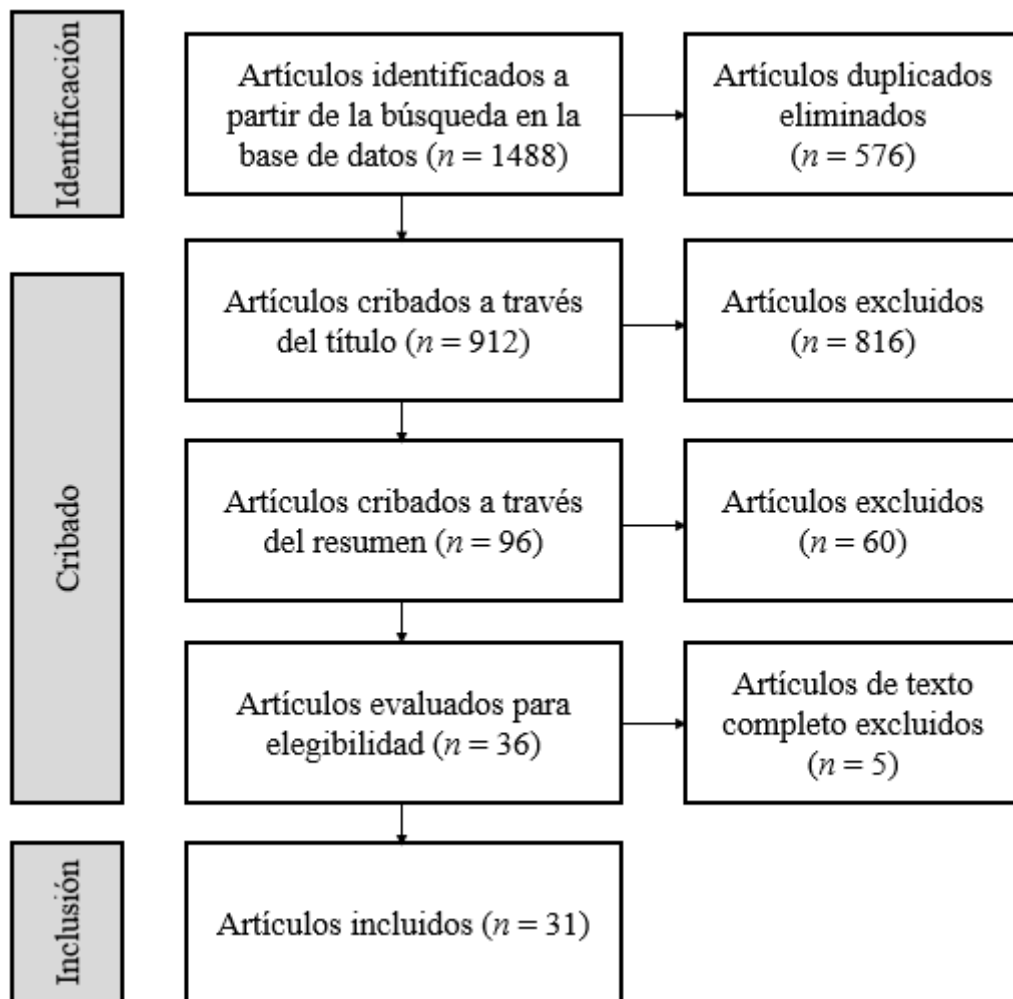 Identificación
Artículos identificados a
partir de la búsqueda en la
base de datos (n = 1488)
Artículos duplicados
eliminados
(n = 576)
Cribado
Artículos cribados a través
del título (n = 912)
Artículos excluidos
(n = 816)
Artículos cribados a través
del resumen (n = 96)
Artículos excluidos
(n = 60)
Artículos evaluados para
elegibilidad (n = 36)
Artículos de texto
completo excluidos
(n = 5)
Inclusión
Artículos incluidos (n = 31)